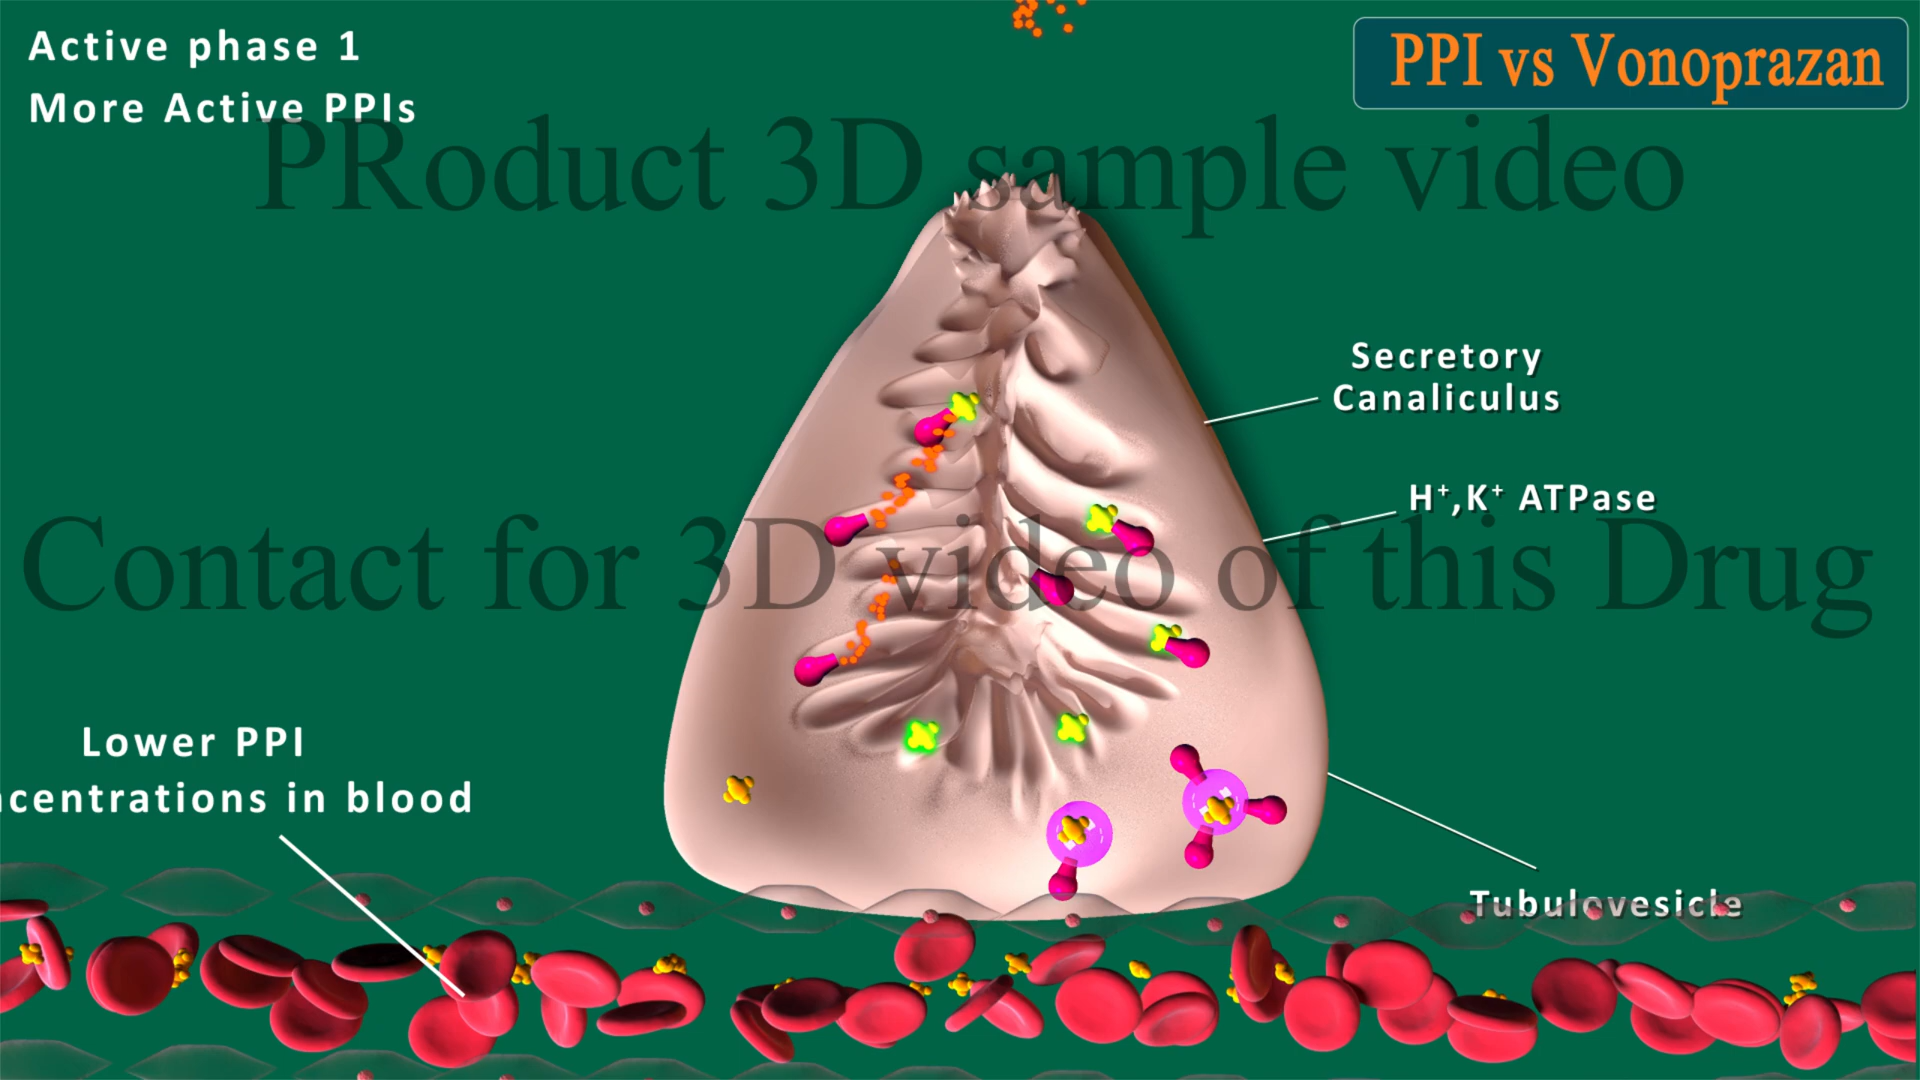 Active phase 1
More Active PPIs
PPI vs Vonoprazan
PRoduct 3D sample video
Secretory
Canaliculus
H⁺,K⁺ ATPase
Contact for 3D video of this Drug
Lower PPI
ncentrations in blood
Tubulovesicle